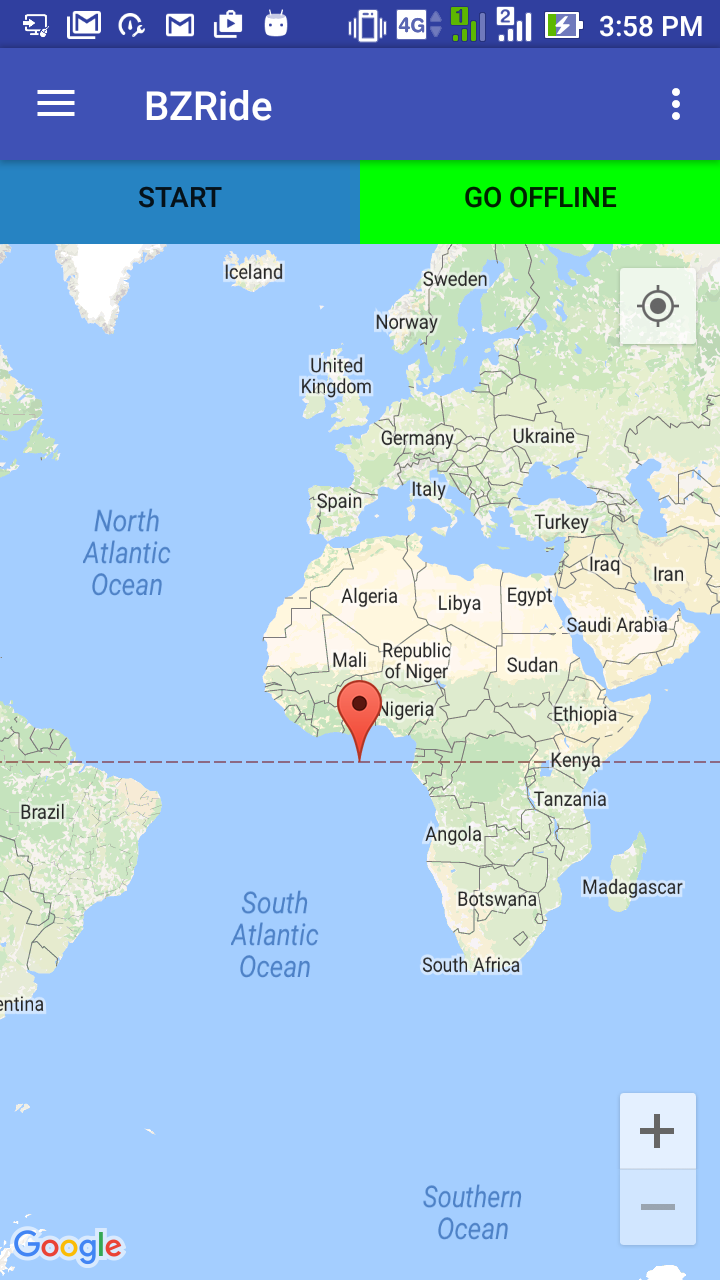 4G 1 2 3:58 PM
BZRide
START GO OFFLINE
Iceland
Sweden
Norway
United
Kingdom
Germany
Ukraine
Italy
Spain
North
Atlantic
Ocean
Turkey
Iraq
Iran
Algeria
Libya
Egypt
Saudi Arabia
Mali
Republic
of Niger
Sudan
Nigeria
Ethiopia
Kenya
Tanzania
Brazil
Angola
Madagascar
Botswana
South
Atlantic
Ocean
South Africa
entina
Southern
Ocean
Google